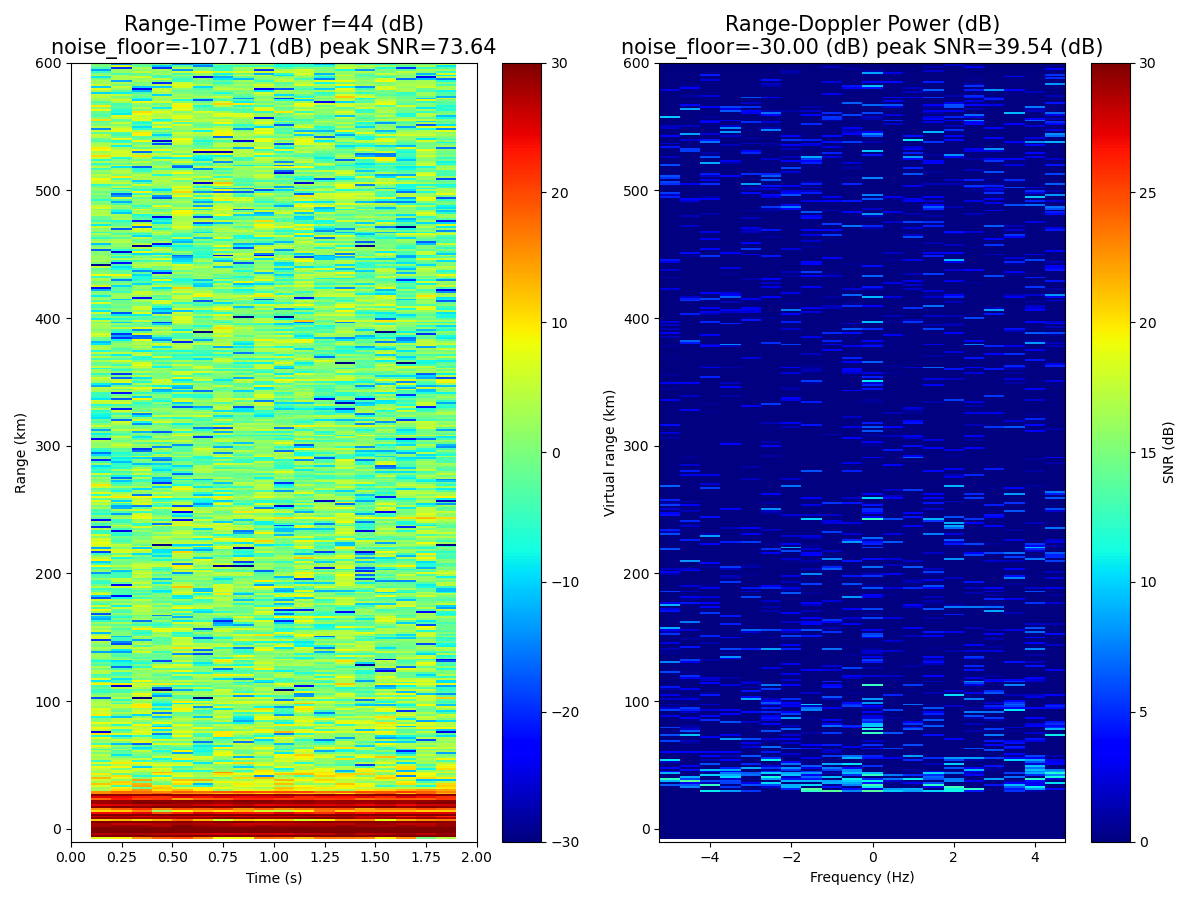 Range-Time Power f=44 (dB)
noise_floor=-107.71 (dB) peak SNR=73.64
600
500
400
300
200
100
0
Range (km)
0.00 0.25 0.50 0.75 1.00 1.25 1.50 1.75 2.00
Time (s)
30
20
10
0
−10
−20
−30
Range-Doppler Power (dB)
noise_floor=-30.00 (dB) peak SNR=39.54 (dB)
600
500
400
300
200
100
0
Virtual range (km)
−4 −2 0 2 4
Frequency (Hz)
30
25
20
15
10
5
0
SNR (dB)